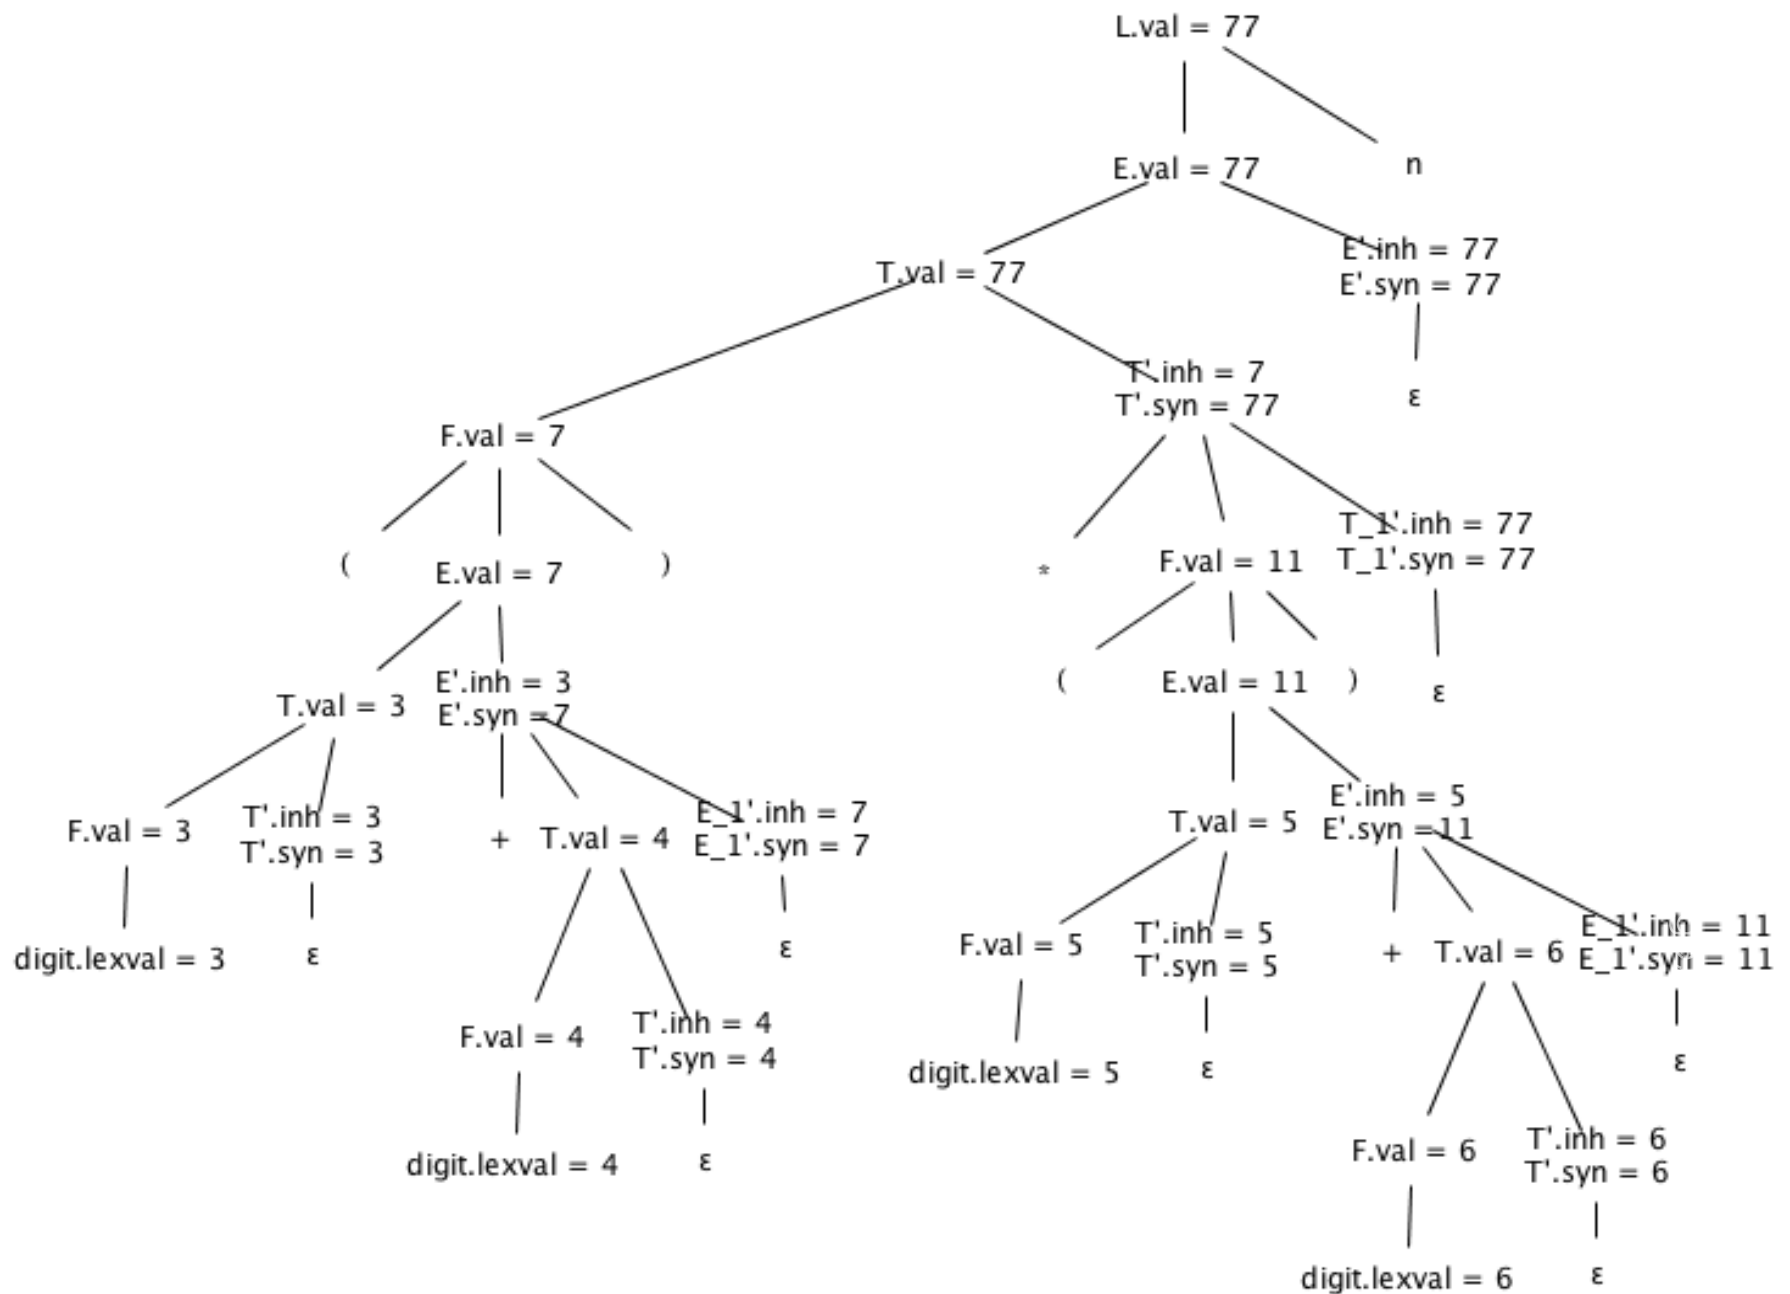 L.val = 77
n
E.val = 77
E'.inh = 77
E'.syn = 77
T.val = 77
T'.inh = 7
T'.syn = 77
ε
F.val = 7
T_1'.inh = 77
T_1'.syn = 77
(
E.val = 7
)
*
F.val = 11
E'.inh = 3
E'.syn =7
(
E.val = 11
)
ε
T.val = 3
E'.inh = 5
E'.syn =11
F.val = 3
T'.inh = 3
T'.syn = 3
+
T.val = 4
E_1'.inh = 7
E_1'.syn = 7
T.val = 5
digit.lexval = 3
ε
ε
F.val = 5
T'.inh = 5
T'.syn = 5
+
T.val = 6
E_1'.inh = 11
E_1'.syn = 11
F.val = 4
T'.inh = 4
T'.syn = 4
digit.lexval = 5
ε
ε
digit.lexval = 4
ε
F.val = 6
T'.inh = 6
T'.syn = 6
digit.lexval = 6
ε